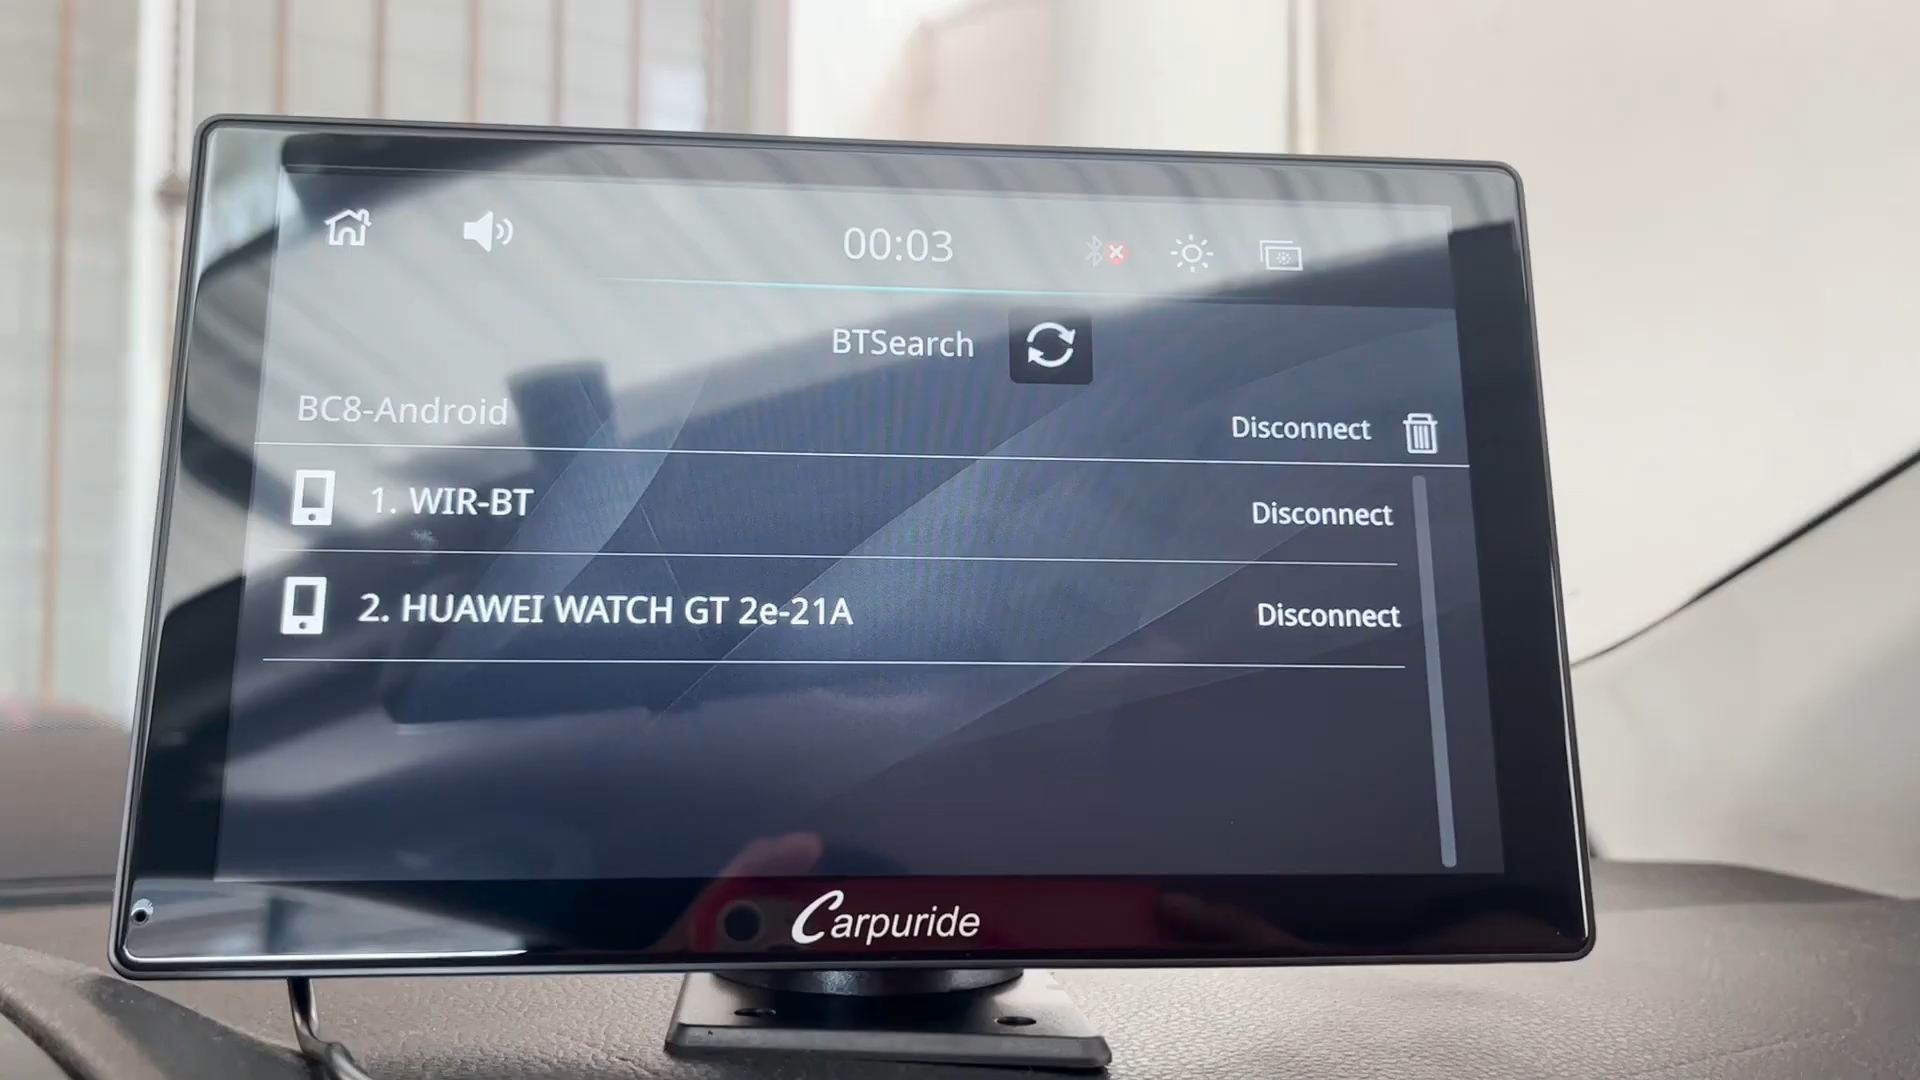 00:03
BTSearch
BC8-Android
Disconnect
1. WIR-BT
Disconnect
2. HUAWEI WATCH GT 2e-21A
Disconnect
Carpuride